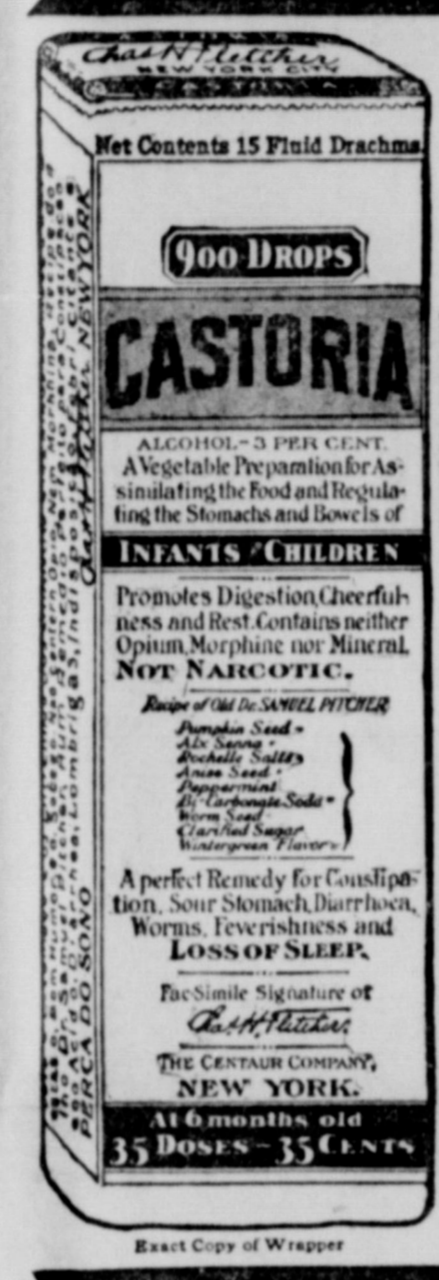 Chas H Fletcher
NEW YORK CITY
Net Contents 15 Fluid Drachms
900 DROPS
CASTORIA
ALCOHOL-3 PER CENT.
A Vegetable Preparation for As-
similating the Food and Regula-
ting the Stomachs and Bowels of
INFANTS CHILDREN
Promotes Digestion, Cheerful-
ness and Rest. Contains neither
Opium, Morphine nor Mineral.
NOT NARCOTIC.
Recipe of Old Dr. SAMUEL PITCHER
Pumpkin Seed -
Alx Senna -
Rochelle Salts
Anise Seed -
Peppermint
Bi-Carbonate Soda -
Worm Seed
Clarified Sugar
Wintergreen Flavor -
A perfect Remedy for Constipa-
tion, Sour Stomach, Diarrhoea,
Worms, Feverishness and
LOSS OF SLEEP.
Fac-Simile Signature of
Chas. H. Fletcher.
THE CENTAUR COMPANY,
NEW YORK.
At 6 months old
35 DOSES - 35 CENTS
NEW YORK
PERCA DO SONO
Exact Copy of Wrapper